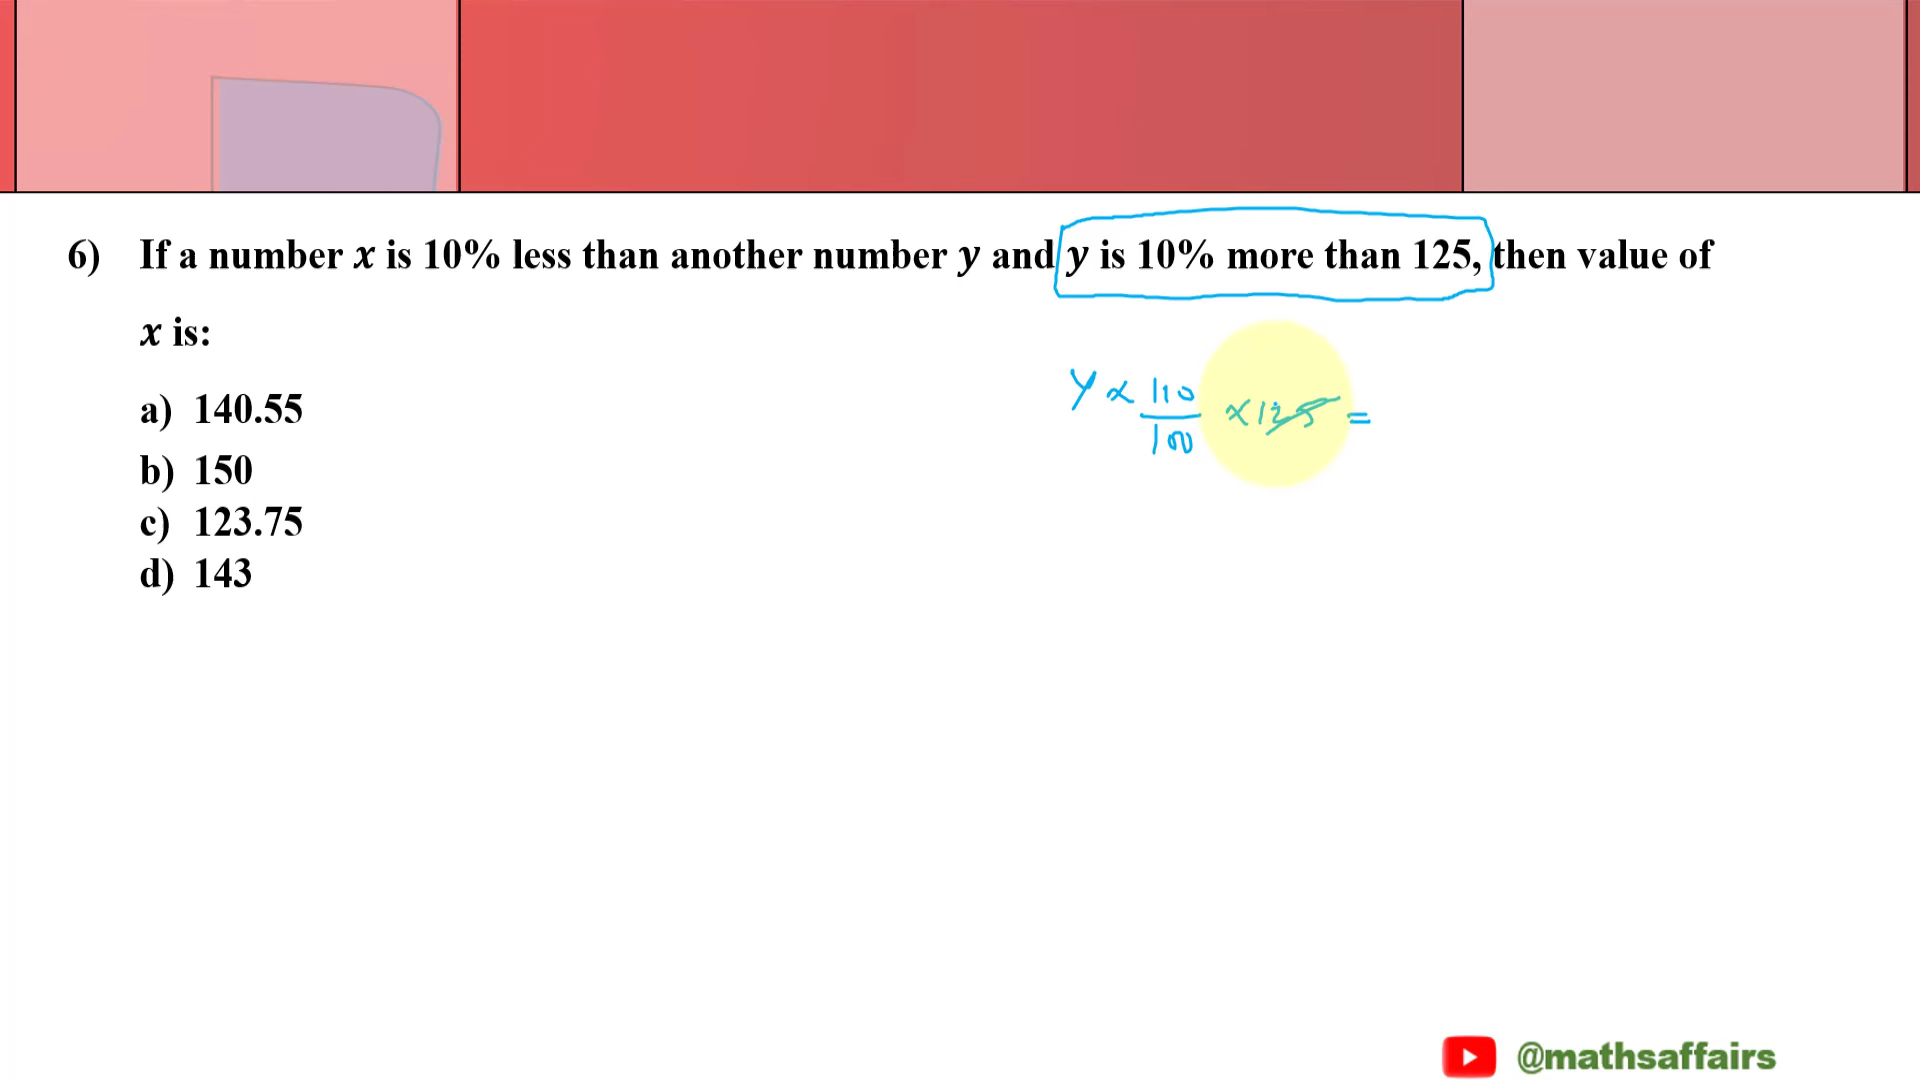 6) If a number x is 10% less than another number y and y is 10% more than 125, then value of
x is:
a) 140.55
b) 150
c) 123.75
d) 143
y ∝ 110/100 × 125 =
@mathsaffairs